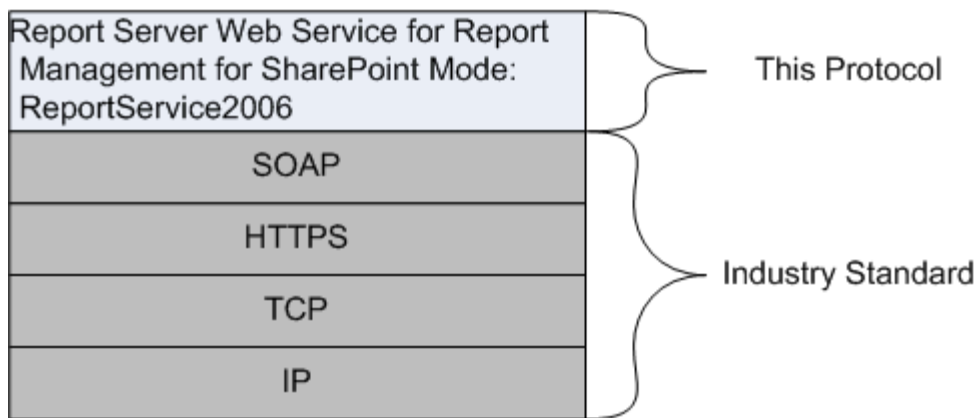 Report Server Web Service for Report
Management for SharePoint Mode:
ReportService2006
This Protocol
SOAP
HTTPS
TCP
IP
Industry Standard